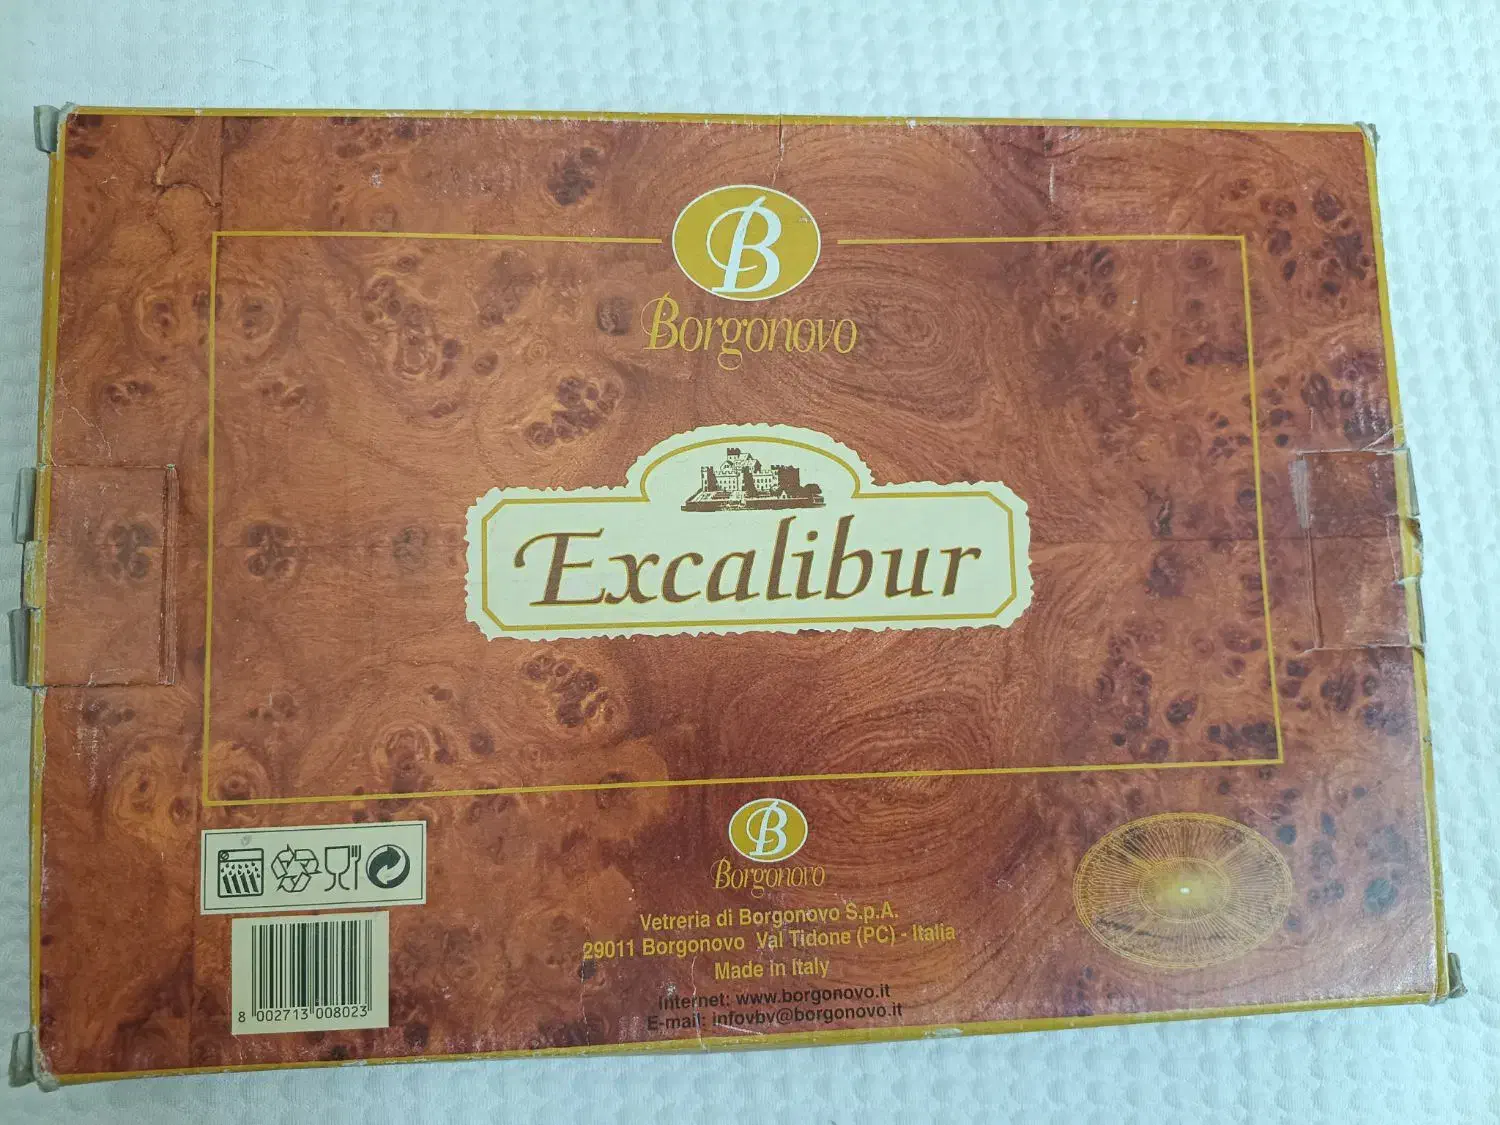 B
Borgonovo
Excalibur
B
Borgonovo
Vetreria di Borgonovo S.p.A.
29011 Borgonovo Val Tidone (PC) - Italia
Made in Italy
Internet: www.borgonovo.it
E-mail: infovbv@borgonovo.it
8 002713 008023